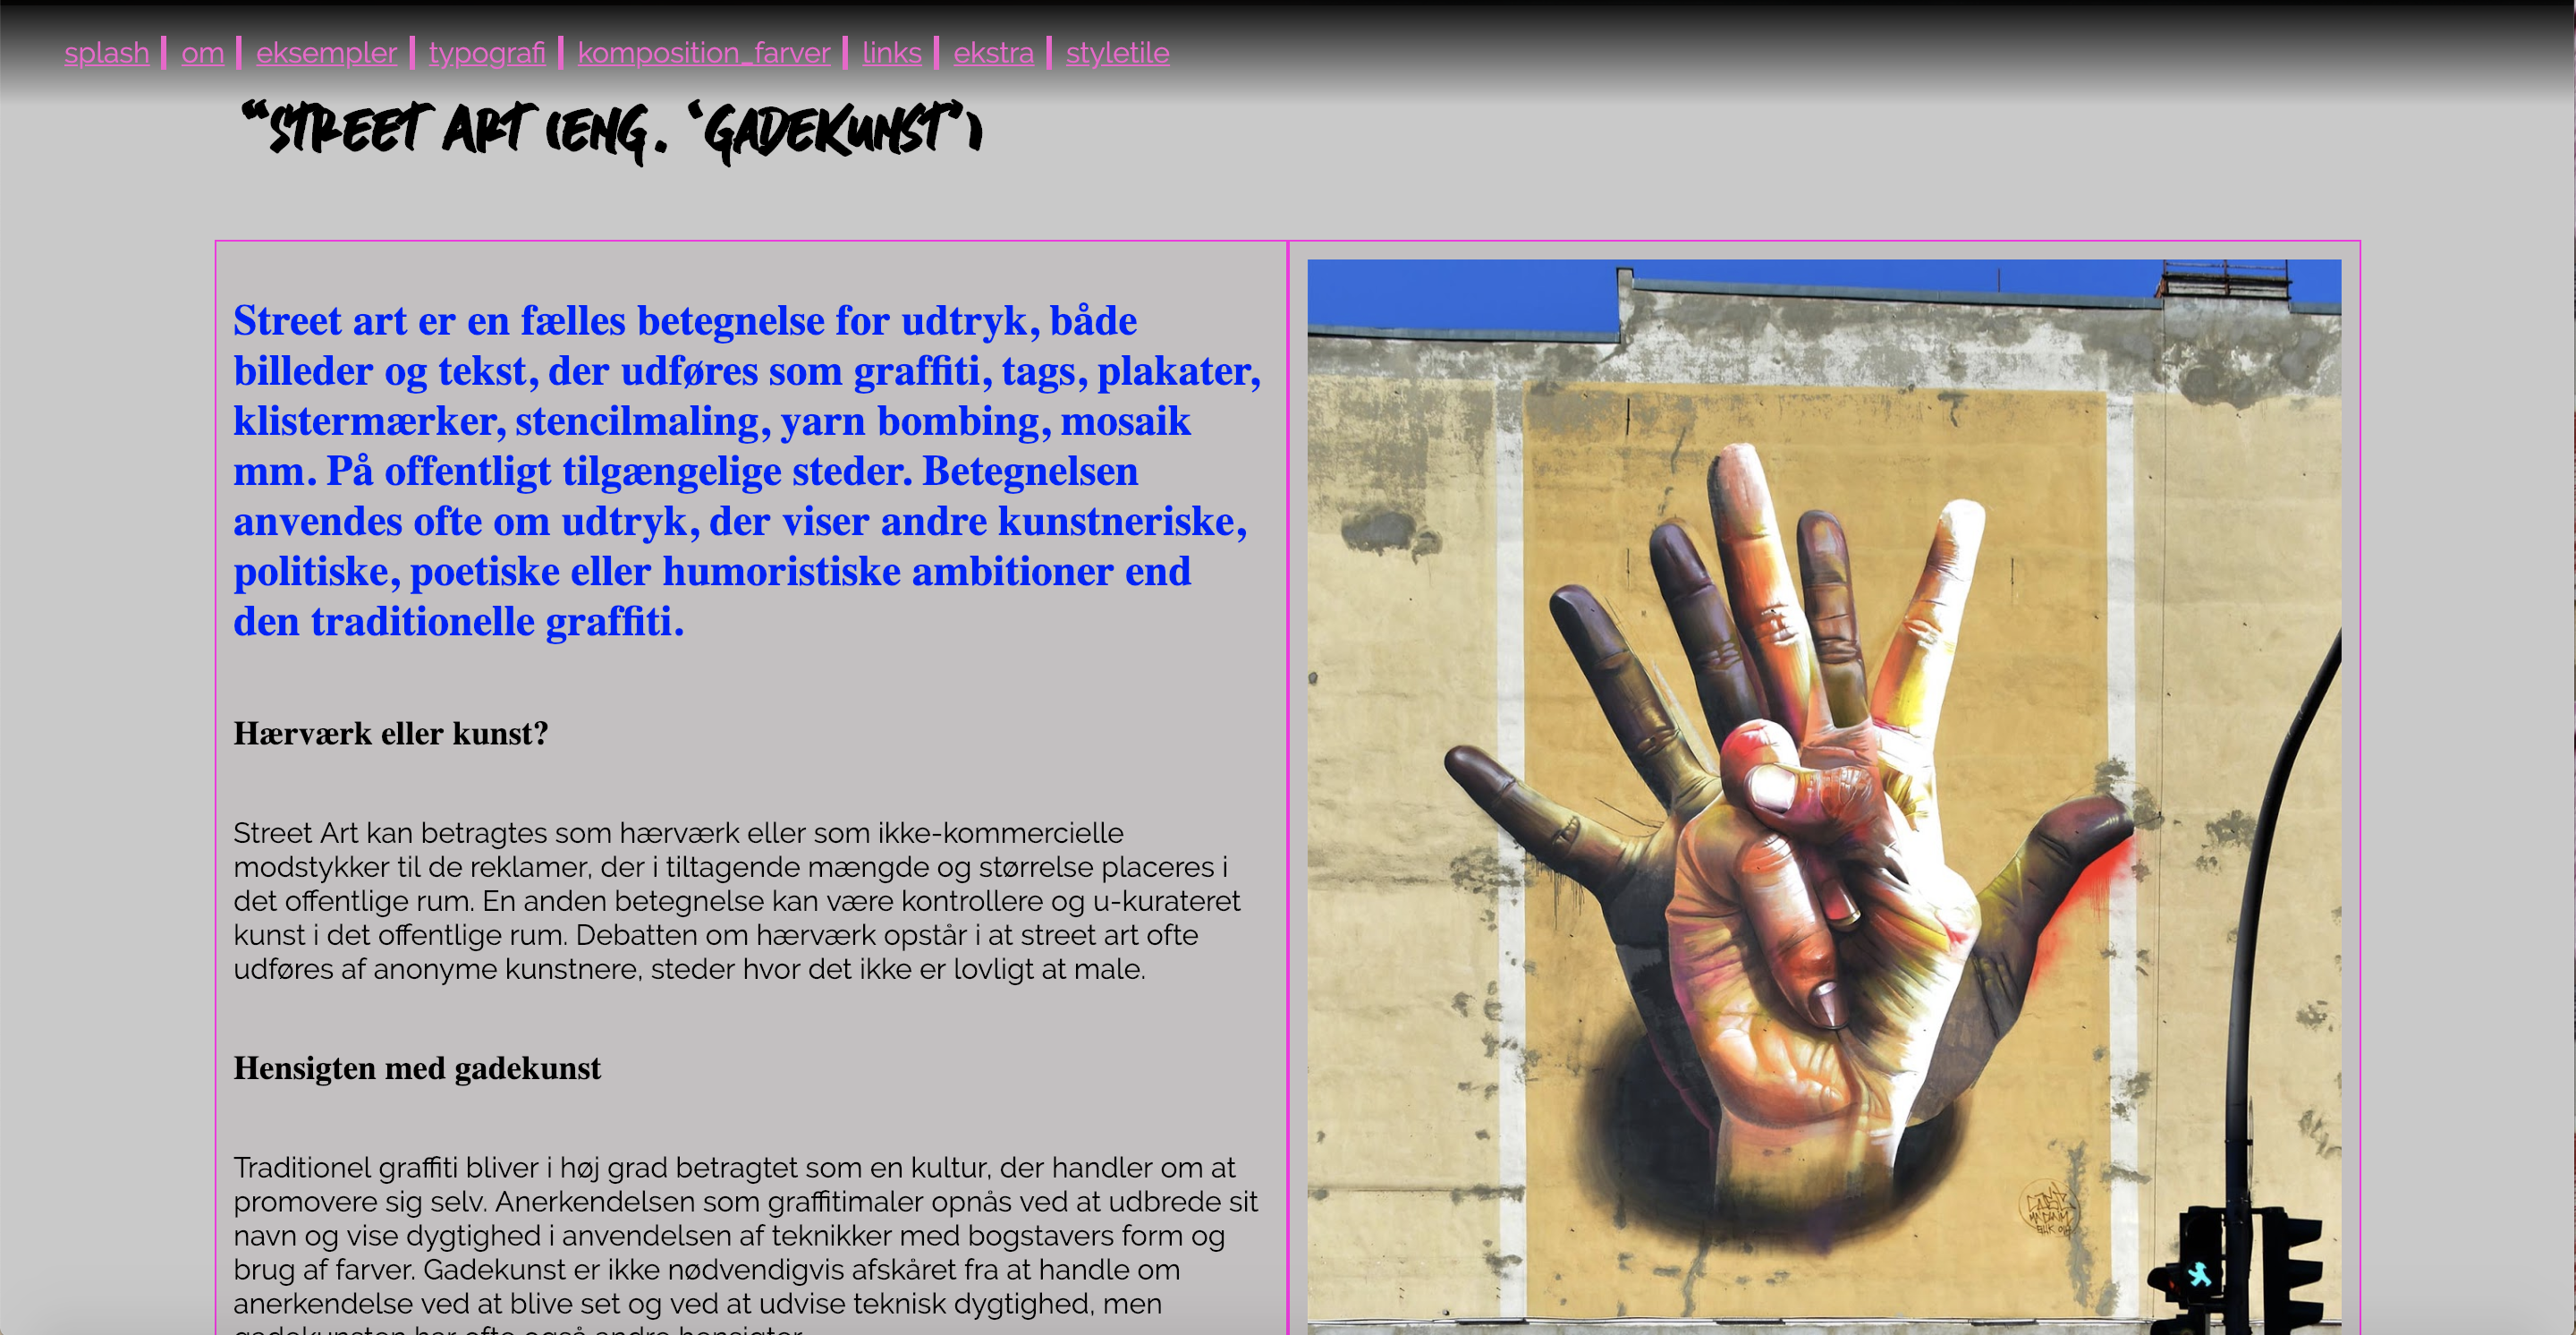 splash om eksempler typografi komposition_farver links ekstra styletile
“STREET ART (ENG. ‘GADEKUNST’)
Street art er en fælles betegnelse for udtryk, både
billeder og tekst, der udføres som graffiti, tags, plakater,
klistermærker, stencilmaling, yarn bombing, mosaik
mm. På offentligt tilgængelige steder. Betegnelsen
anvendes ofte om udtryk, der viser andre kunstneriske,
politiske, poetiske eller humoristiske ambitioner end
den traditionelle graffiti.
Hærværk eller kunst?
Street Art kan betragtes som hærværk eller som ikke-kommercielle
modstykker til de reklamer, der i tiltagende mængde og størrelse placeres i
det offentlige rum. En anden betegnelse kan være kontrollere og u-kurateret
kunst i det offentlige rum. Debatten om hærværk opstår i at street art ofte
udføres af anonyme kunstnere, steder hvor det ikke er lovligt at male.
Hensigten med gadekunst
Traditionel graffiti bliver i høj grad betragtet som en kultur, der handler om at
promovere sig selv. Anerkendelsen som graffitimaler opnås ved at udbrede sit
navn og vise dygtighed i anvendelsen af teknikker med bogstavers form og
brug af farver. Gadekunst er ikke nødvendigvis afskåret fra at handle om
anerkendelse ved at blive set og ved at udvise teknisk dygtighed, men
gadekunsten har ofte også andre hensigter.